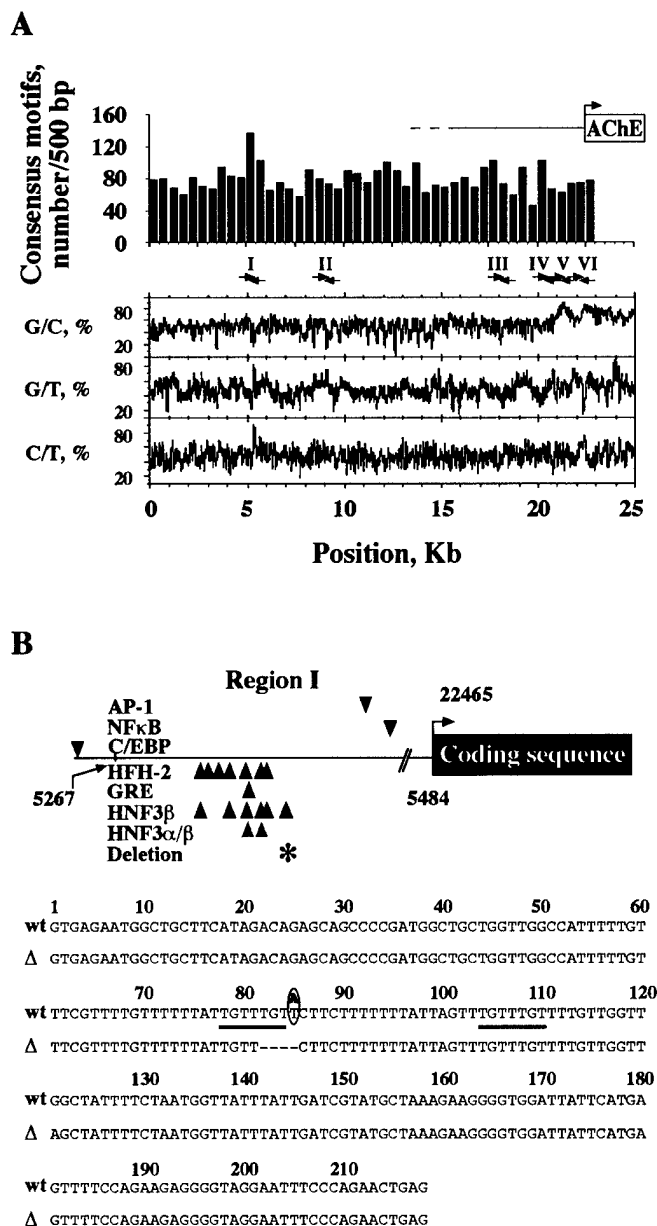 A
Consensus motifs, number/500 bp
160
120
80
40
0
AChE
I II III IV V VI
G/C, %
80
20
G/T, %
80
20
C/T, %
80
20
0 5 10 15 20 25
Position, Kb
B
Region I
AP-1
NFκB
C/EBP
HFH-2
GRE
HNF3β
HNF3α/β
Deletion
5267
*
5484
22465
Coding sequence
1 10 20 30 40 50 60
wt GTGAGAATGGCTGCTTCATAGACAGAGCAGCCCCGATGGCTGCTGGTTGGCCATTTTTGT
Δ GTGAGAATGGCTGCTTCATAGACAGAGCAGCCCCGATGGCTGCTGGTTGGCCATTTTTGT
70 80 A 90 100 110 120
wt TTCGTTTTGTTTTTTATTGTTTTGTTCTTCTTTTTTTATTAGTTTGTTTGTTTTGTTGGTT
Δ TTCGTTTTGTTTTTTATTGTT----CTTCTTTTTTTATTAGTTTGTTTGTTTTGTTGGTT
130 140 150 160 170 180
wt GGCTATTTTCTAATGGTTATTTATTGATCGTATGCTAAAGAAGGGGTGGATTATTCATGA
Δ AGCTATTTTCTAATGGTTATTTATTGATCGTATGCTAAAGAAGGGGTGGATTATTCATGA
190 200 210
wt GTTTTCCAGAAGAGGGGTAGGAATTTCCCAGAACTGAG
Δ GTTTTCCAGAAGAGGGGTAGGAATTTCCCAGAACTGAG